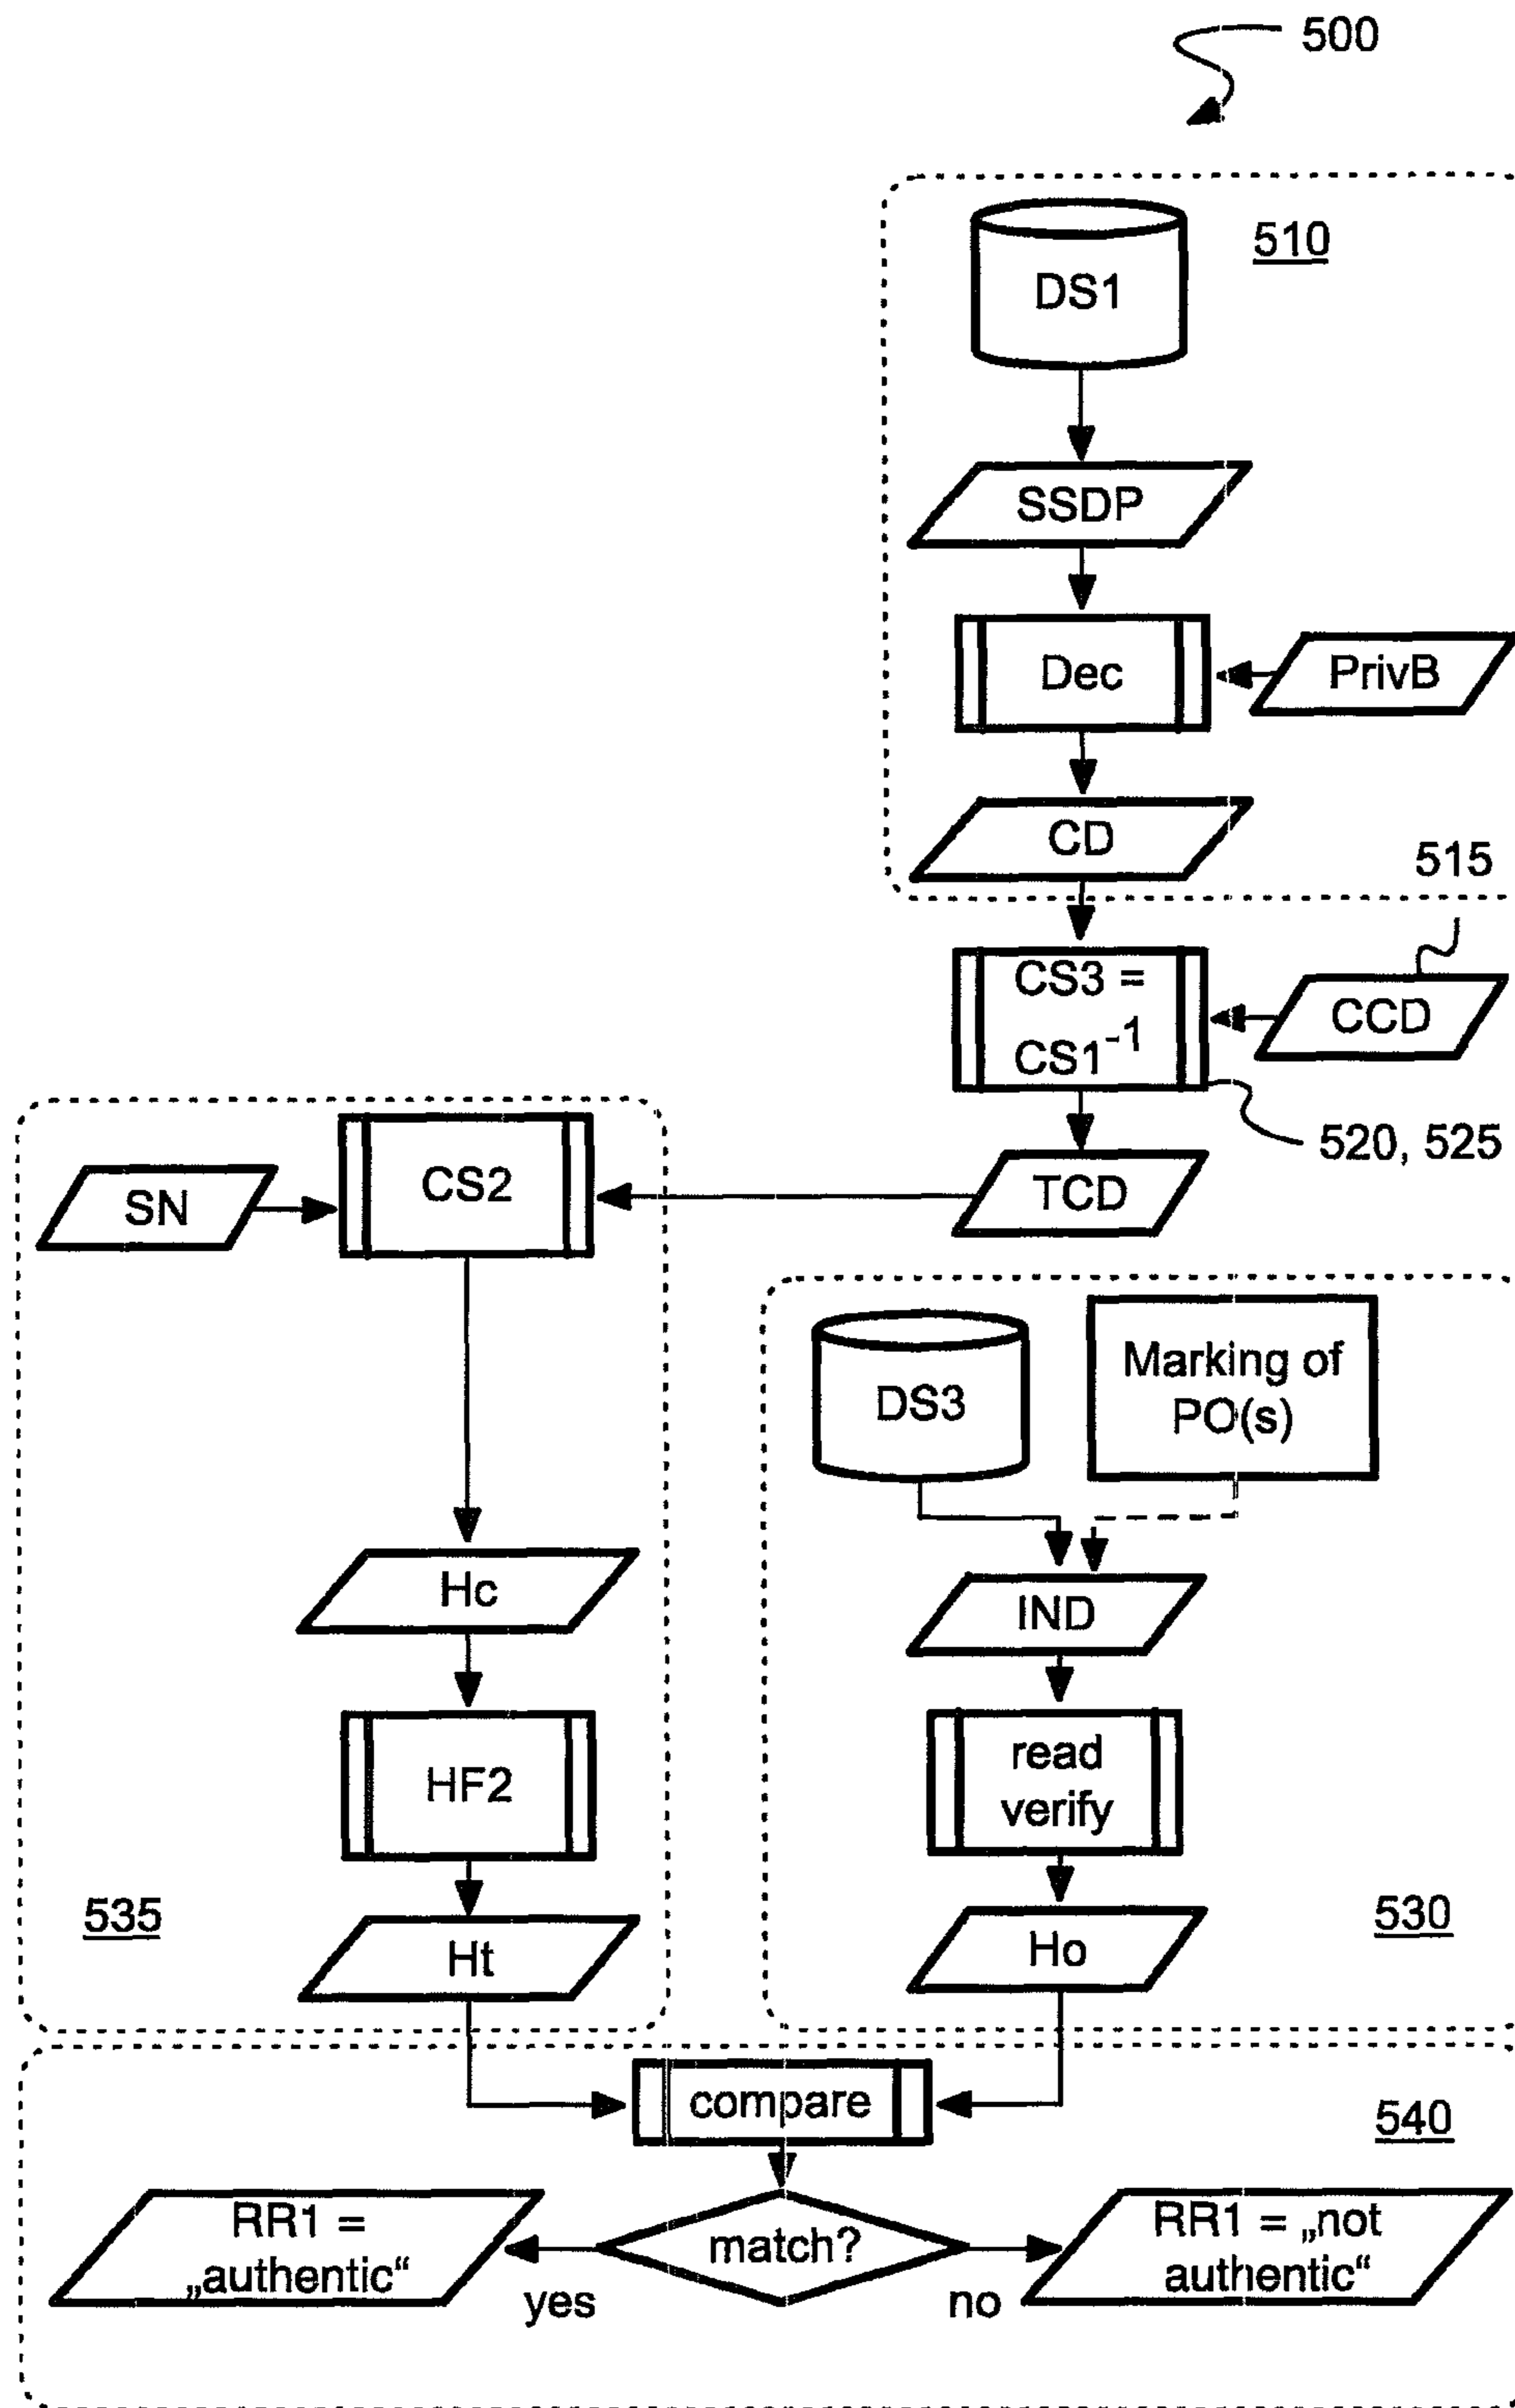 500
510
DS1
SSDP
Dec
PrivB
CD
515
CS3 =
CS1⁻¹
CCD
520, 525
SN
CS2
TCD
DS3
Marking of
PO(s)
Hc
IND
HF2
read
verify
535
530
Ht
Ho
compare
540
RR1 =
„authentic“
match?
RR1 = „not
authentic“
yes
no